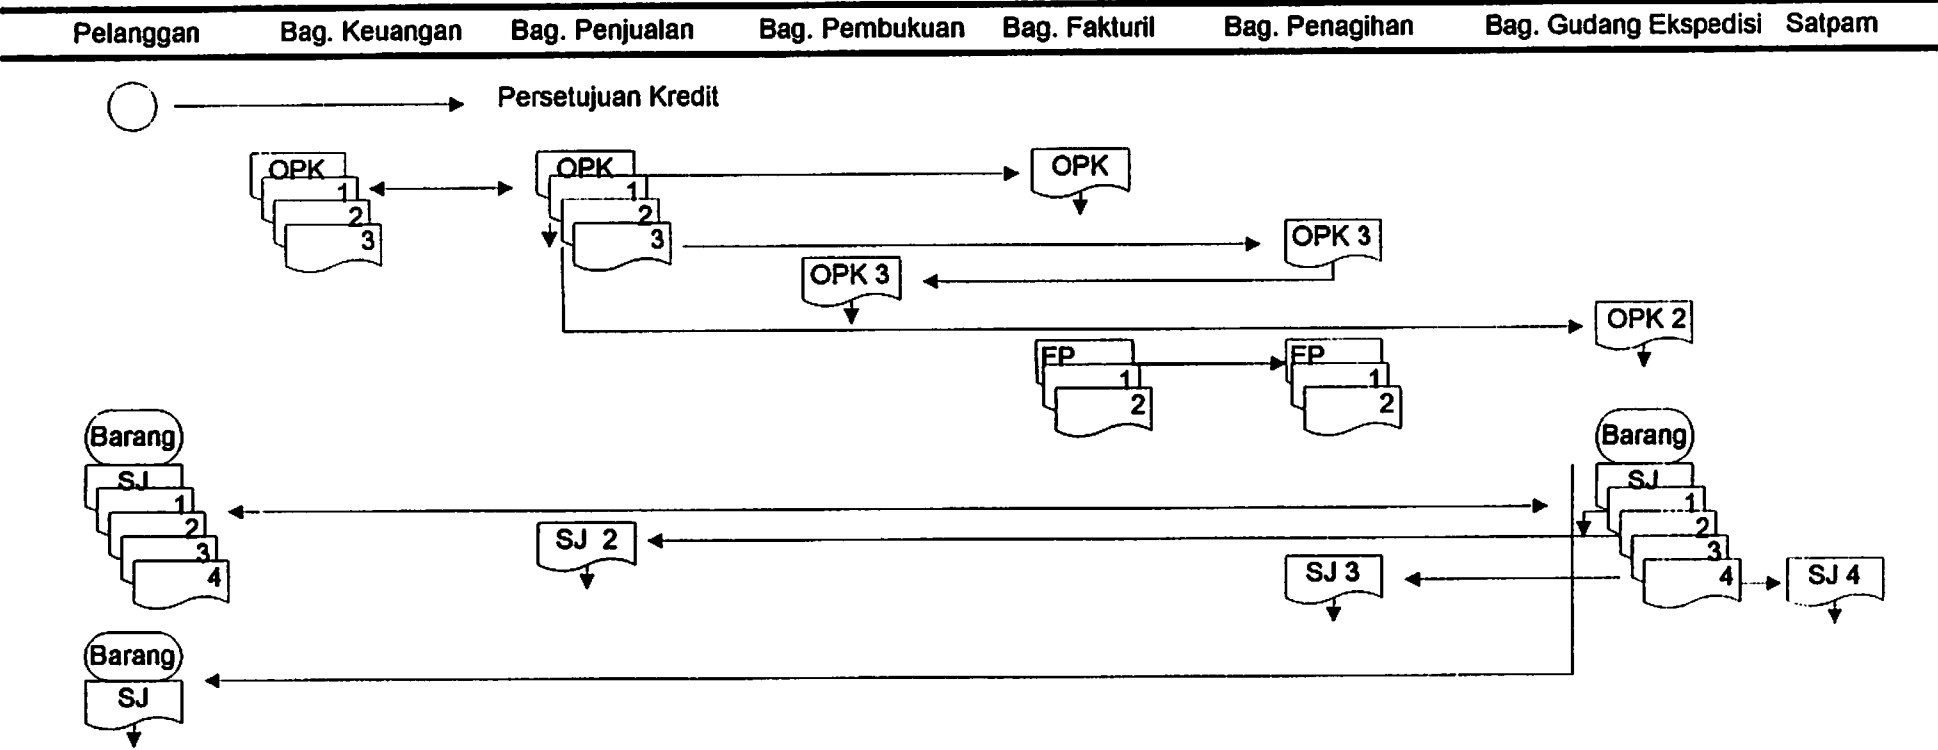 Pelanggan Bag. Keuangan Bag. Penjualan Bag. Pembukuan Bag. Fakturil Bag. Penagihan Bag. Gudang Ekspedisi Satpam
Persetujuan Kredit
OPK OPK OPK
1 1
2 2
3 3 OPK 3
OPK 3
OPK 2
FP FP
1 1
2 2
Barang Barang
SJ SJ
1 1
2 2
SJ 2
3 3
4 SJ 3 4 SJ 4
Barang
SJ